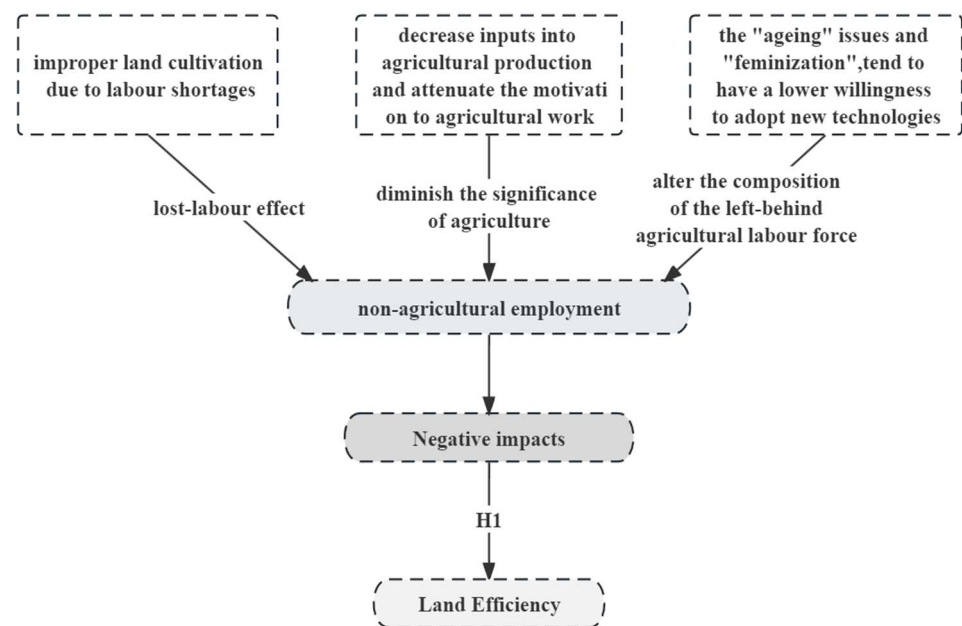 improper land cultivation
due to labour shortages
decrease inputs into
agricultural production
and attenuate the motivati
on to agricultural work
the "ageing" issues and
"feminization",tend to
have a lower willingness
to adopt new technologies
lost-labour effect
diminish the significance
of agriculture
alter the composition
of the left-behind
agricultural labour force
non-agricultural employment
Negative impacts
H1
Land Efficiency